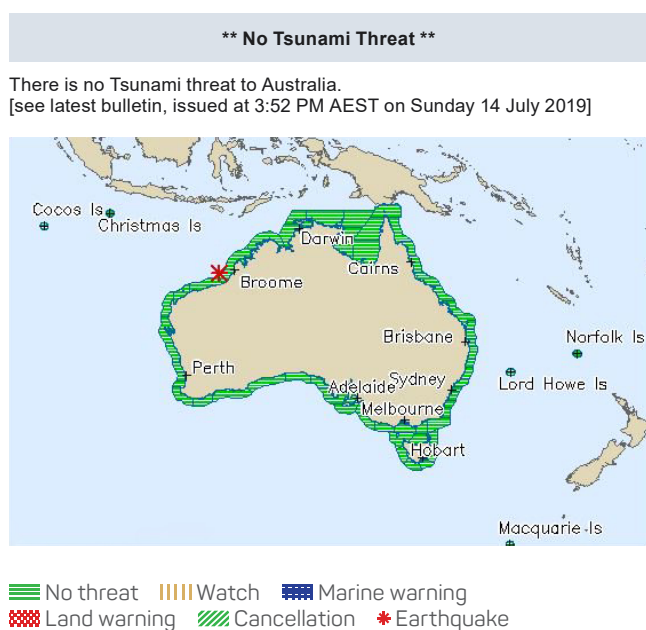 ** No Tsunami Threat **
There is no Tsunami threat to Australia.
[see latest bulletin, issued at 3:52 PM AEST on Sunday 14 July 2019]
Cocos Is
Christmas Is
Darwin
Cairns
Broome
Brisbane
Norfolk Is
Perth
Adelaide
Sydney
Lord Howe Is
Melbourne
Hobart
Macquarie Is
No threat Watch Marine warning
Land warning Cancellation Earthquake